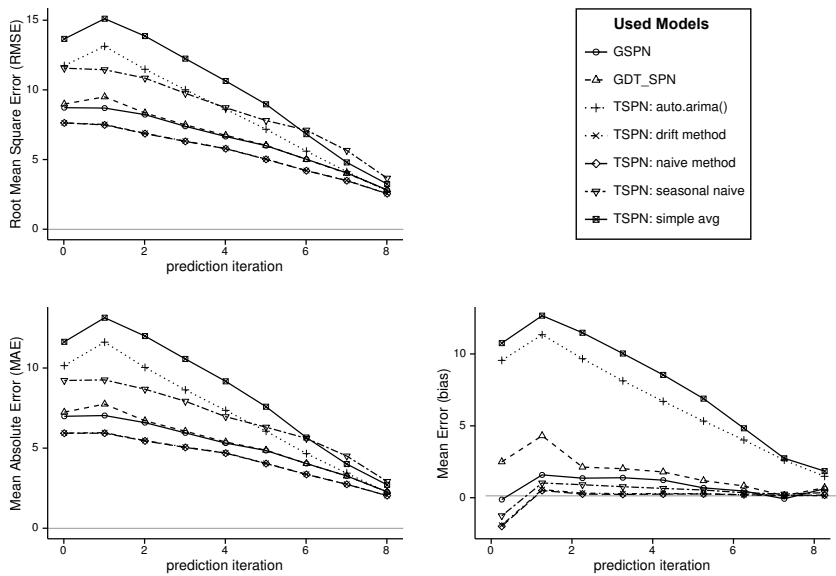 Root Mean Square Error (RMSE)
15
10
5
0
0 2 4 6 8
prediction iteration
Used Models
GSPN
GDT_SPN
TSPN: auto.arima()
TSPN: drift method
TSPN: naive method
TSPN: seasonal naive
TSPN: simple avg
Mean Absolute Error (MAE)
10
5
0
0 2 4 6 8
prediction iteration
Mean Error (bias)
10
5
0
0 2 4 6 8
prediction iteration